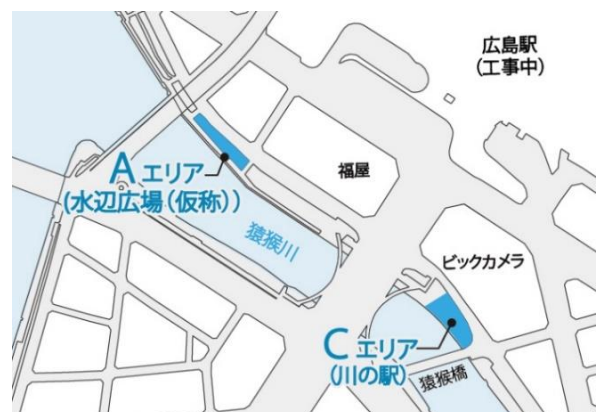 広島駅
(工事中)
Aエリア
(水辺広場(仮称))
福屋
猿猴川
ビックカメラ
Cエリア
(川の駅)
猿猴橋